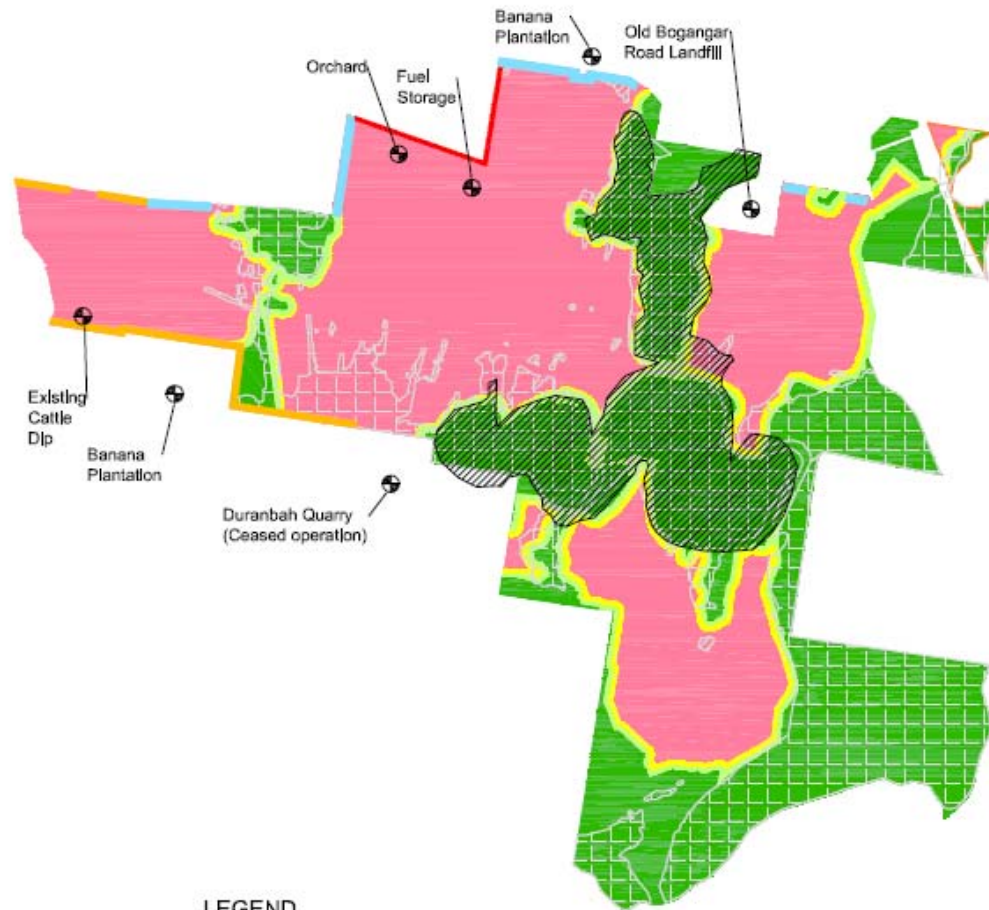 Banana
Plantation
Old Bogangar
Road Landfill
Orchard
Fuel
Storage
Existing
Cattle
Dip
Banana
Plantation
Duranbah Quarry
(Ceased operation)
LEGEND